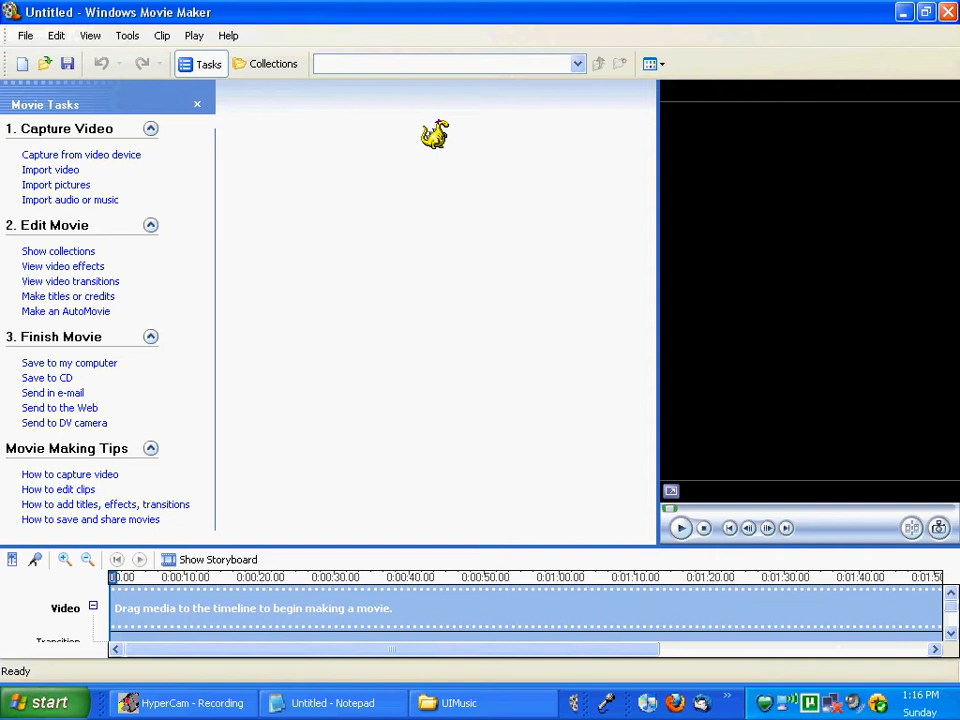 Untitled - Windows Movie Maker
File Edit View Tools Clip Play Help
Tasks Collections
Movie Tasks
1. Capture Video
Capture from video device
Import video
Import pictures
Import audio or music
2. Edit Movie
Show collections
View video effects
View video transitions
Make titles or credits
Make an AutoMovie
3. Finish Movie
Save to my computer
Save to CD
Send in e-mail
Send to the Web
Send to DV camera
Movie Making Tips
How to capture video
How to edit clips
How to add titles, effects, transitions
How to save and share movies
Show Storyboard
0:00:10.00 0:00:20.00 0:00:30.00 0:00:40.00 0:00:50.00 0:01:00.00 0:01:10.00 0:01:20.00 0:01:30.00 0:01:40.00
Video Drag media to the timeline to begin making a movie.
Transition
Ready
start HyperCam - Recording Untitled - Notepad UIMusic 1:16 PM
Sunday